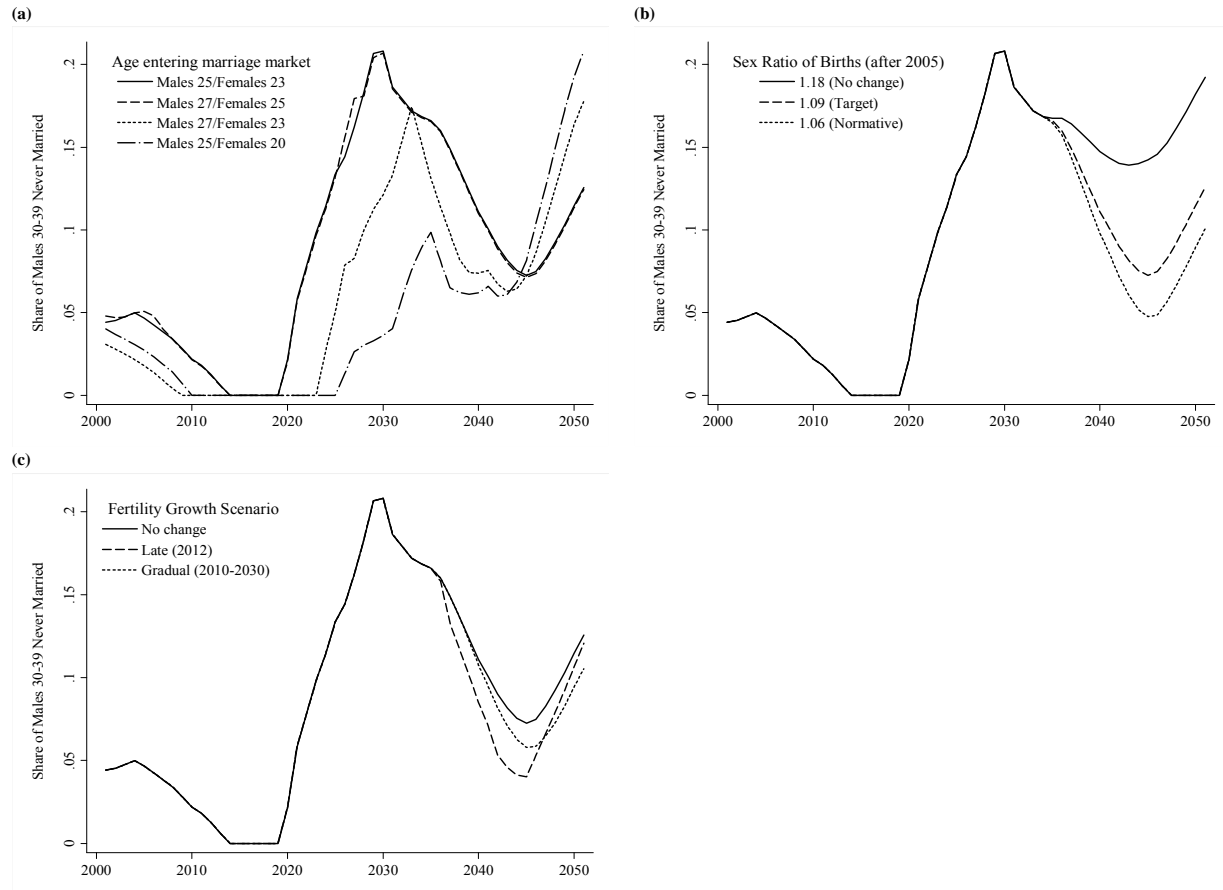 (a)
Share of Males 30-39 Never Married
0 .05 .1 .15 .2
Age entering marriage market
Males 25/Females 23
Males 27/Females 25
Males 27/Females 23
Males 25/Females 20
2000 2010 2020 2030 2040 2050
(b)
Share of Males 30-39 Never Married
0 .05 .1 .15 .2
Sex Ratio of Births (after 2005)
1.18 (No change)
1.09 (Target)
1.06 (Normative)
2000 2010 2020 2030 2040 2050
(c)
Share of Males 30-39 Never Married
0 .05 .1 .15 .2
Fertility Growth Scenario
No change
Late (2012)
Gradual (2010-2030)
2000 2010 2020 2030 2040 2050